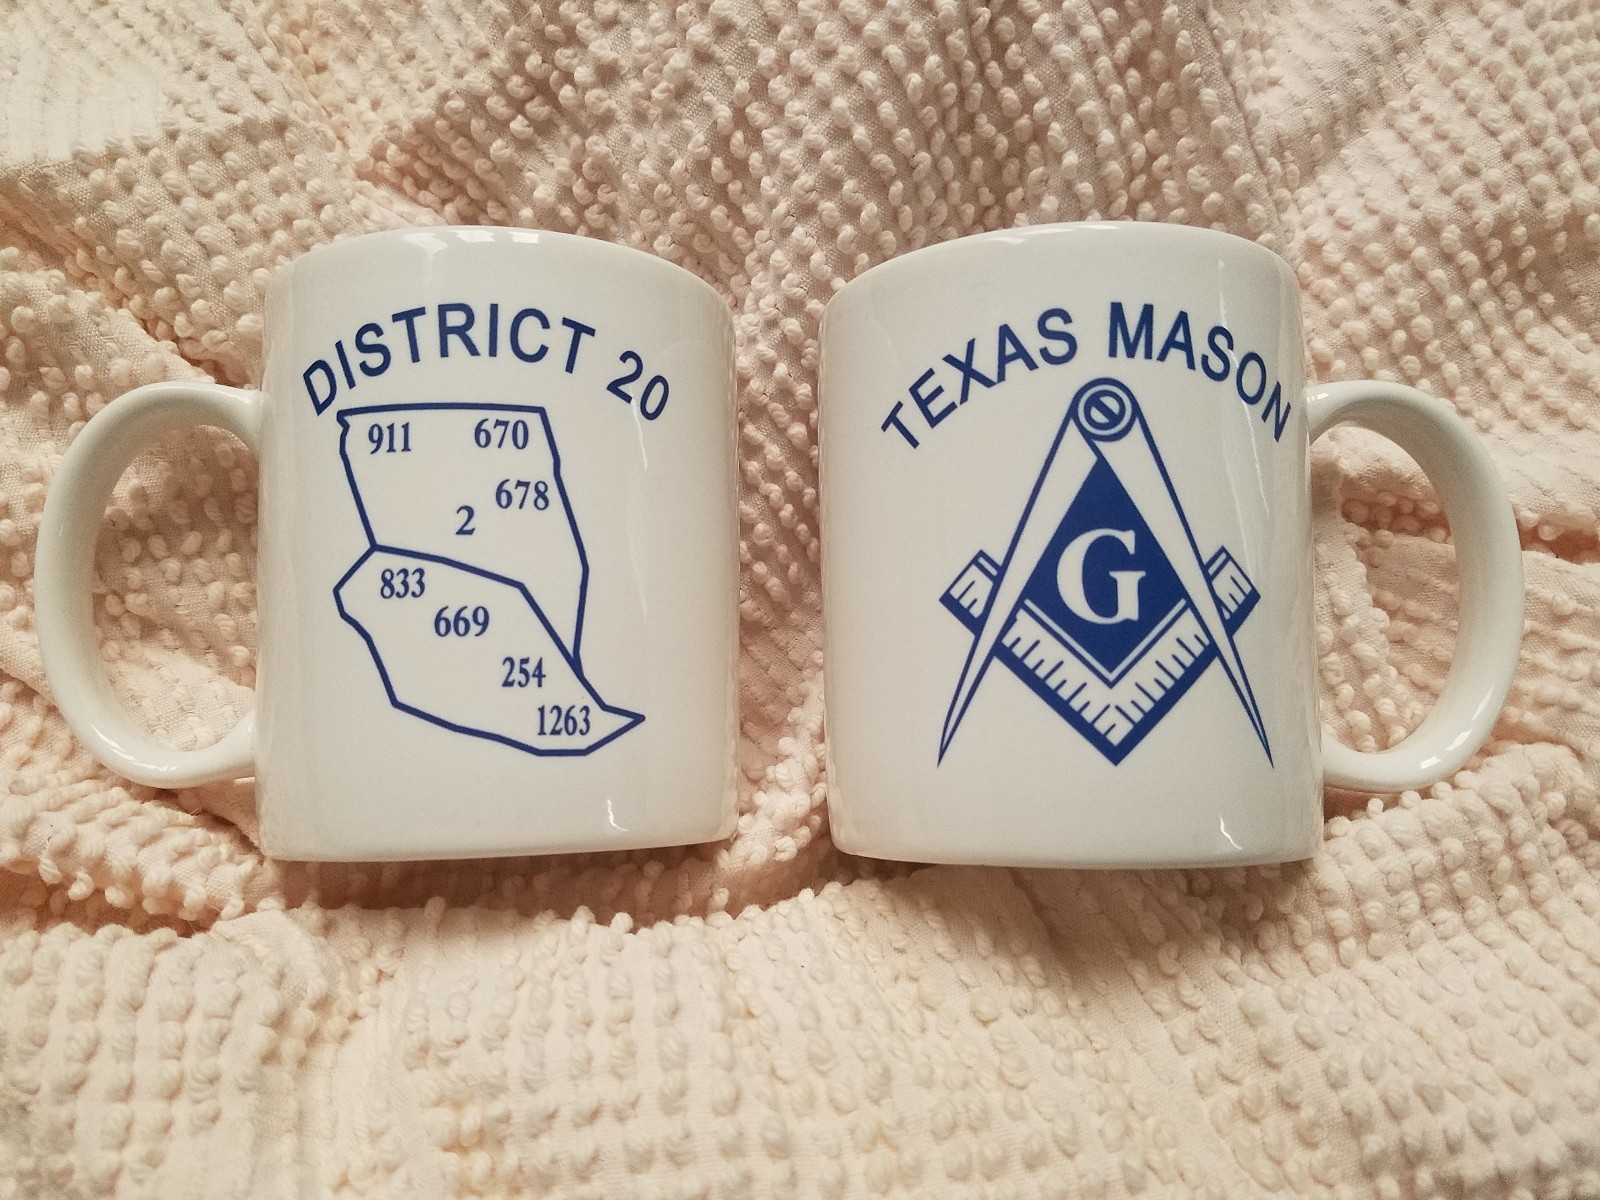 DISTRICT 20
911 670
678
2
833
669
254
1263
TEXAS MASON
G